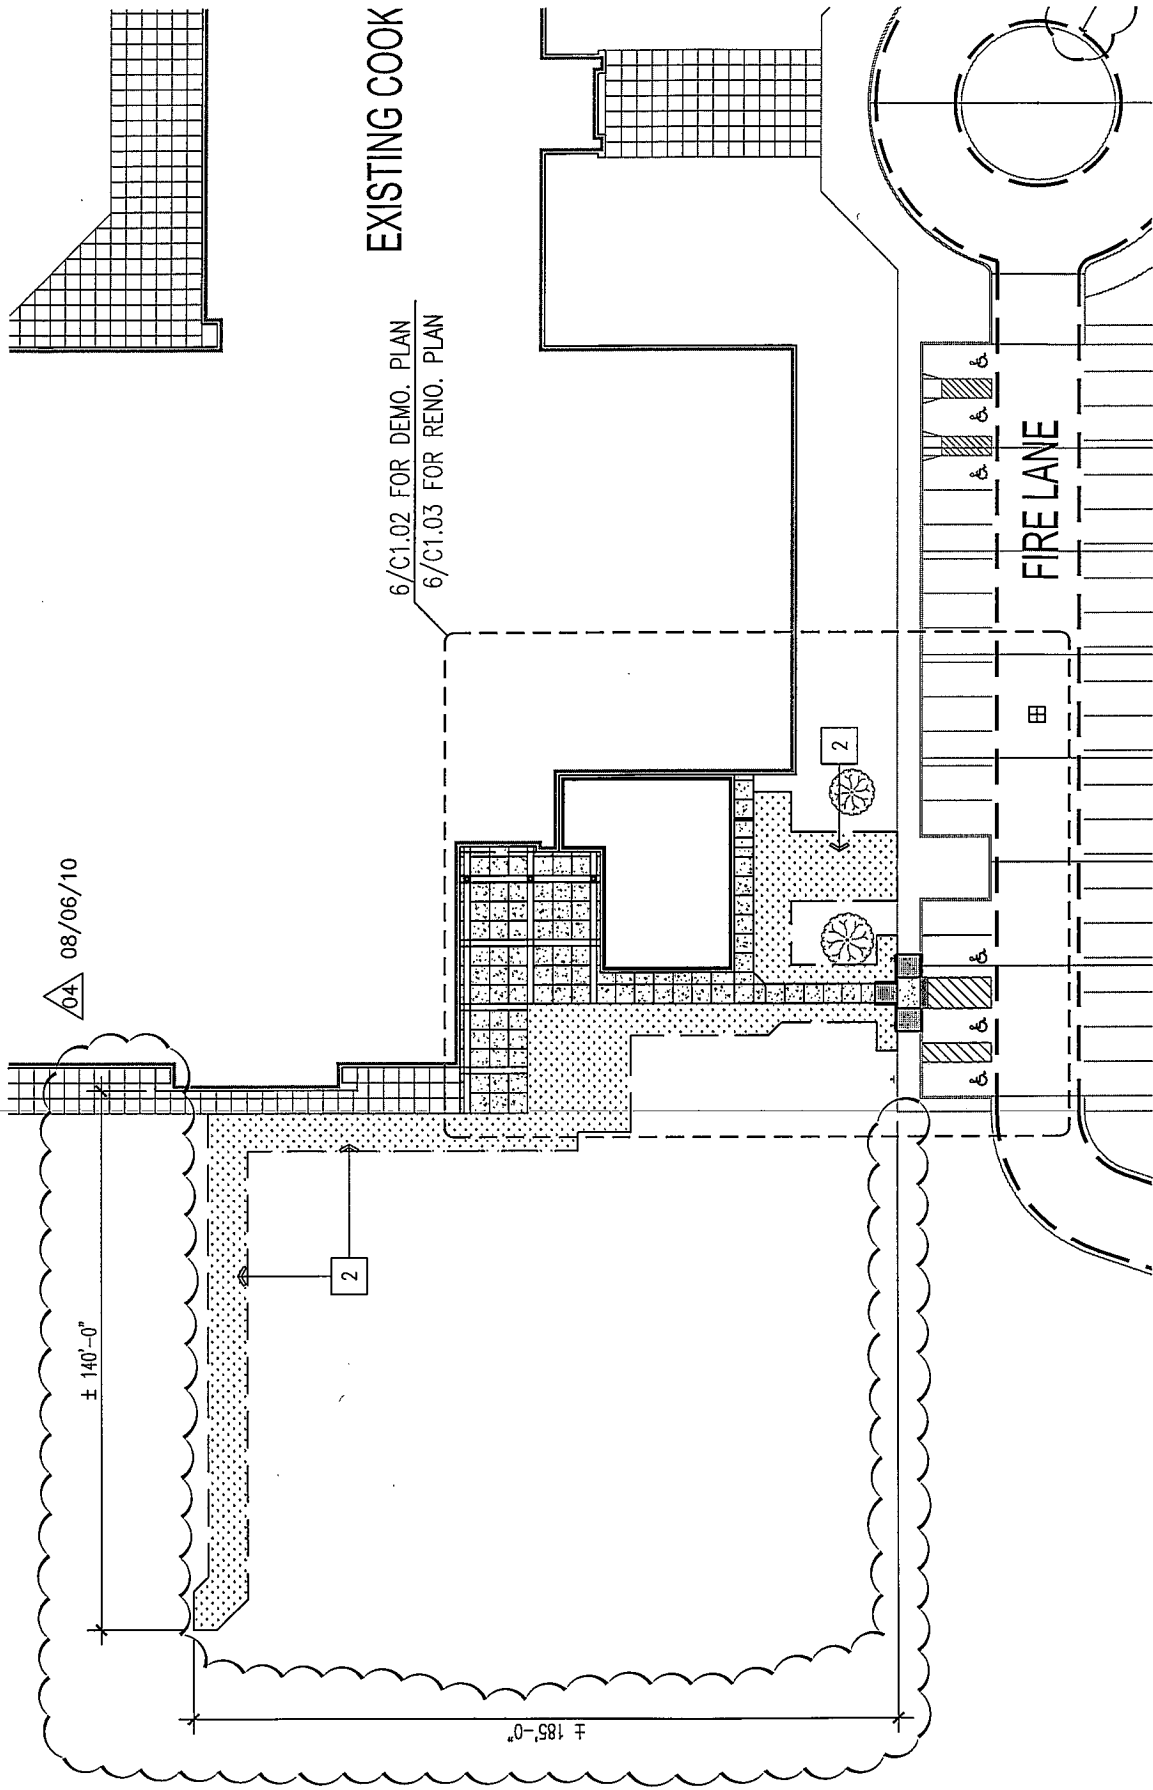 EXISTING COOK
6/C1.02 FOR DEMO. PLAN
6/C1.03 FOR RENO. PLAN
04 08/06/10
FIRE LANE
2
2
± 140'-0"
± 185'-0"